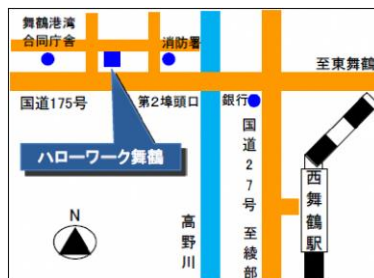 舞鶴港湾
合同庁舎
消防署
至東舞鶴
国道175号
第2埠頭口
銀行
ハローワーク舞鶴
国道27号
至綾部
西舞鶴駅
高野川
N